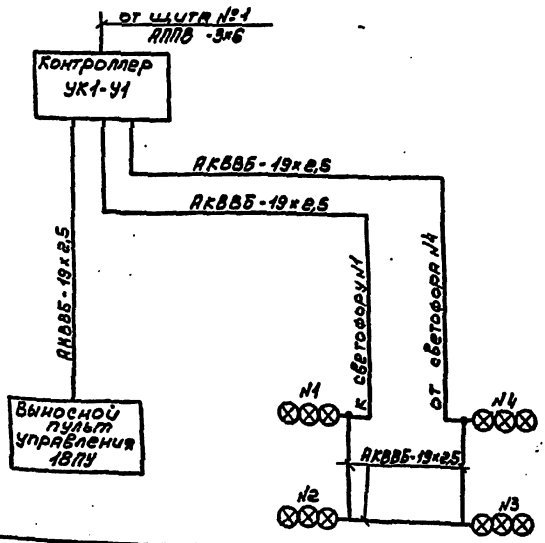 от щита №1
АППВ - 3×6
Контроллер
УК1-У1
АКВВБ - 19×2,5
АКВВБ - 19×2,5
АКВВБ - 19×2,5
к светофору №1
от светофора №4
Выносной
пульт
управления
1ВПУ
№1
№4
АКВВБ-19×2,5
№2
№3